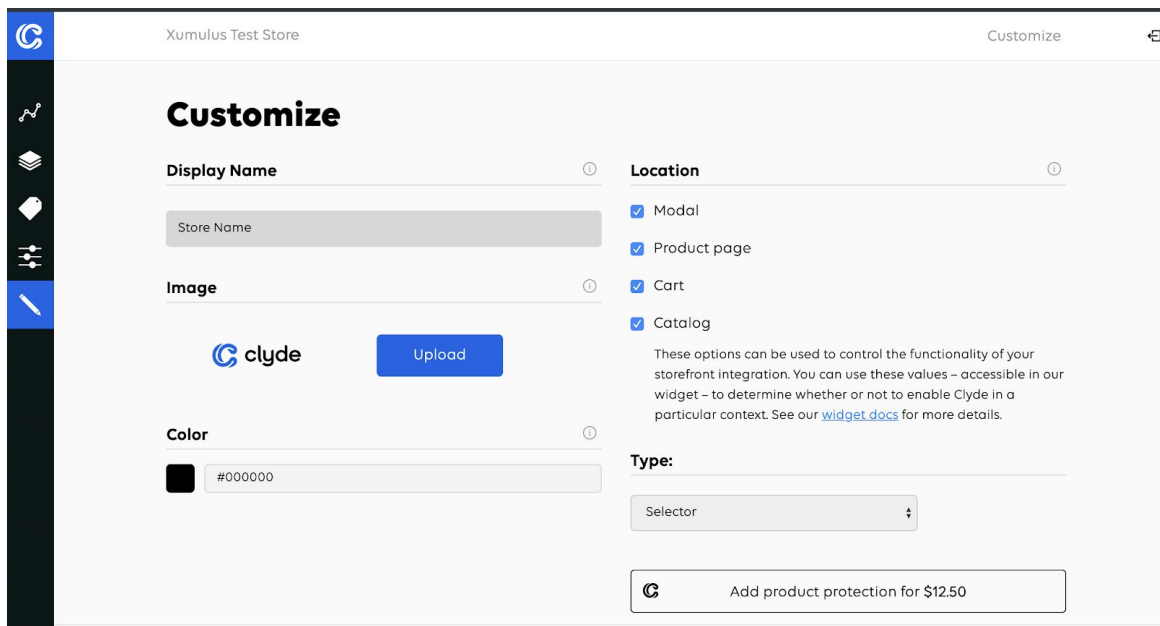 Xumulus Test Store
Customize
Customize
Display Name
Store Name
Image
clyde
Upload
Color
#000000
Location
Modal
Product page
Cart
Catalog
These options can be used to control the functionality of your
storefront integration. You can use these values – accessible in our
widget – to determine whether or not to enable Clyde in a
particular context. See our widget docs for more details.
Type:
Selector
Add product protection for $12.50